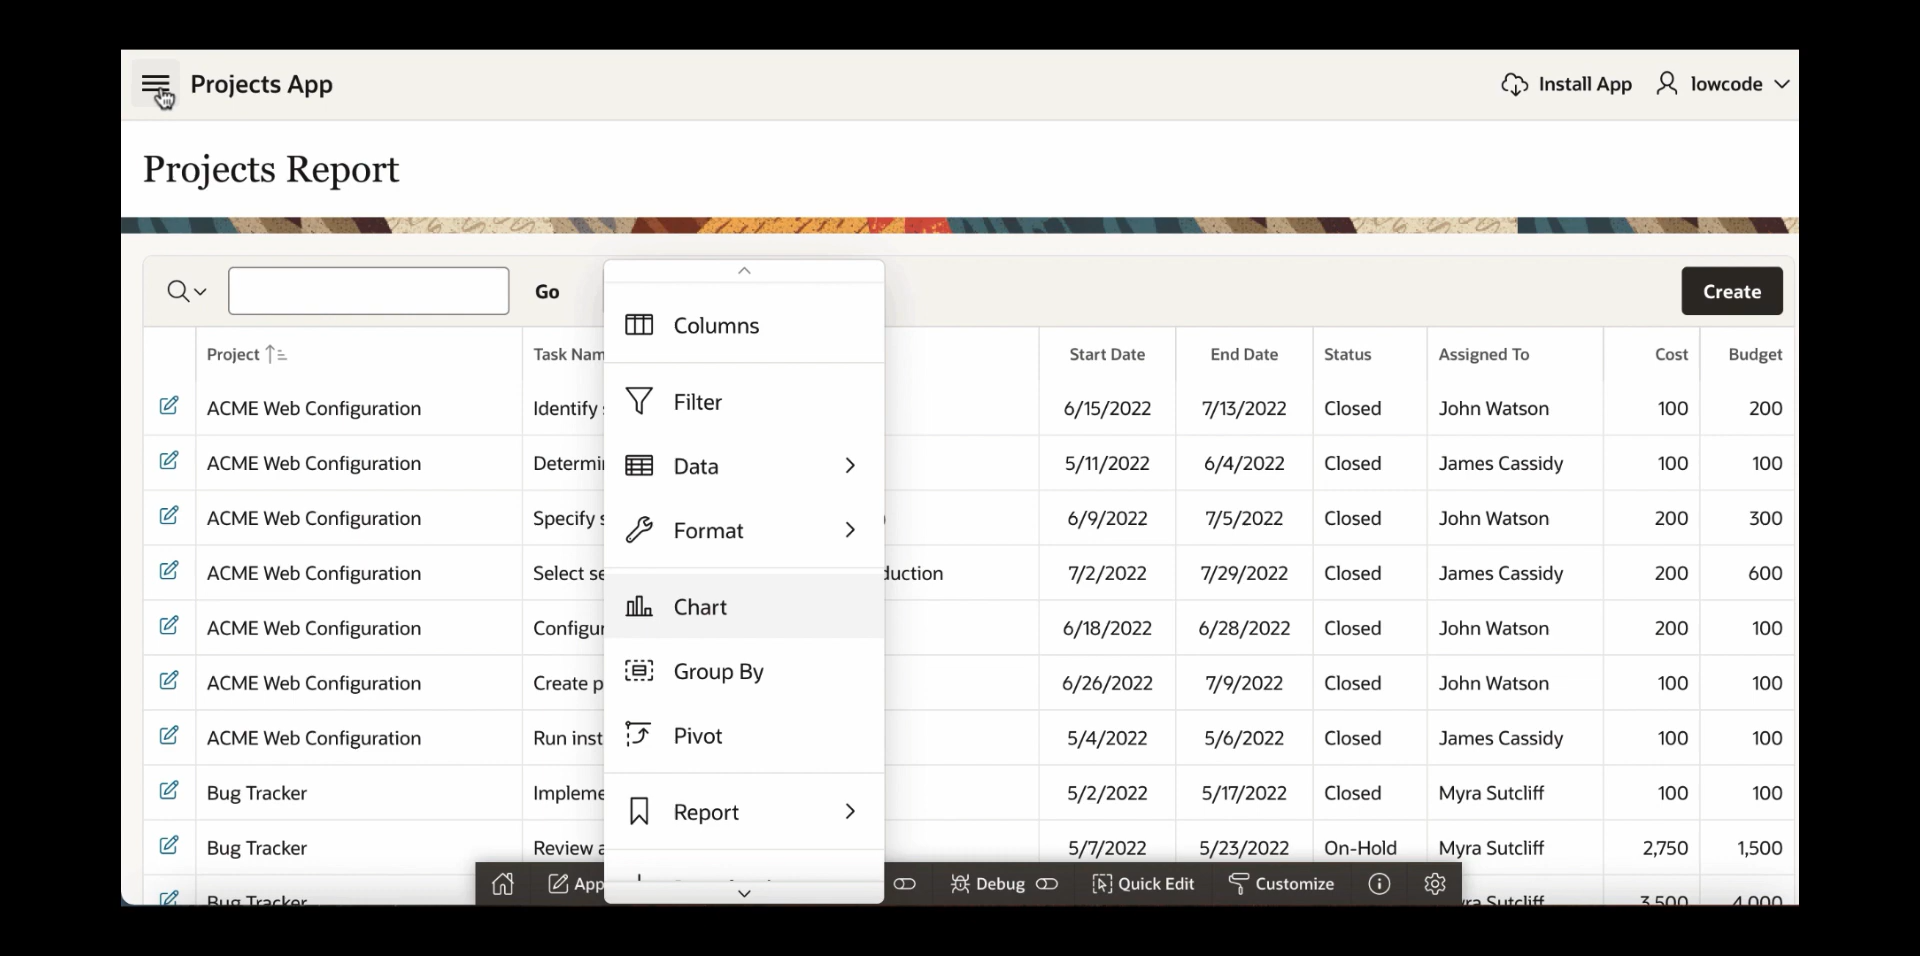 Projects App
Install App
lowcode
Projects Report
Go
Create
Columns
Filter
Data
Format
Chart
Group By
Pivot
Report
Project
Task Nam
Start Date
End Date
Status
Assigned To
Cost
Budget
ACME Web Configuration
Identify
6/15/2022
7/13/2022
Closed
John Watson
100
200
ACME Web Configuration
Determi
5/11/2022
6/4/2022
Closed
James Cassidy
100
100
ACME Web Configuration
Specify s
6/9/2022
7/5/2022
Closed
John Watson
200
300
ACME Web Configuration
Select se
duction
7/2/2022
7/29/2022
Closed
James Cassidy
200
600
ACME Web Configuration
Configur
6/18/2022
6/28/2022
Closed
John Watson
200
100
ACME Web Configuration
Create p
6/26/2022
7/9/2022
Closed
John Watson
100
100
ACME Web Configuration
Run inst
5/4/2022
5/6/2022
Closed
James Cassidy
100
100
Bug Tracker
Impleme
5/2/2022
5/17/2022
Closed
Myra Sutcliff
100
100
Bug Tracker
Review a
5/7/2022
5/23/2022
On-Hold
Myra Sutcliff
2,750
1,500
Bug Tracker
yra Sutcliff
3,500
4,000
App
Debug
Quick Edit
Customize